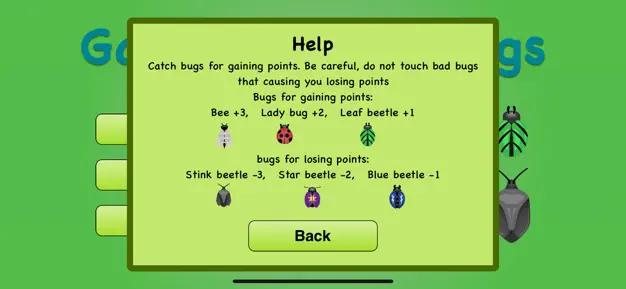 Ga
gs
Help
Catch bugs for gaining points. Be careful, do not touch bad bugs
that causing you losing points
Bugs for gaining points:
Bee +3, Lady bug +2, Leaf beetle +1
bugs for losing points:
Stink beetle -3, Star beetle -2, Blue beetle -1
Back